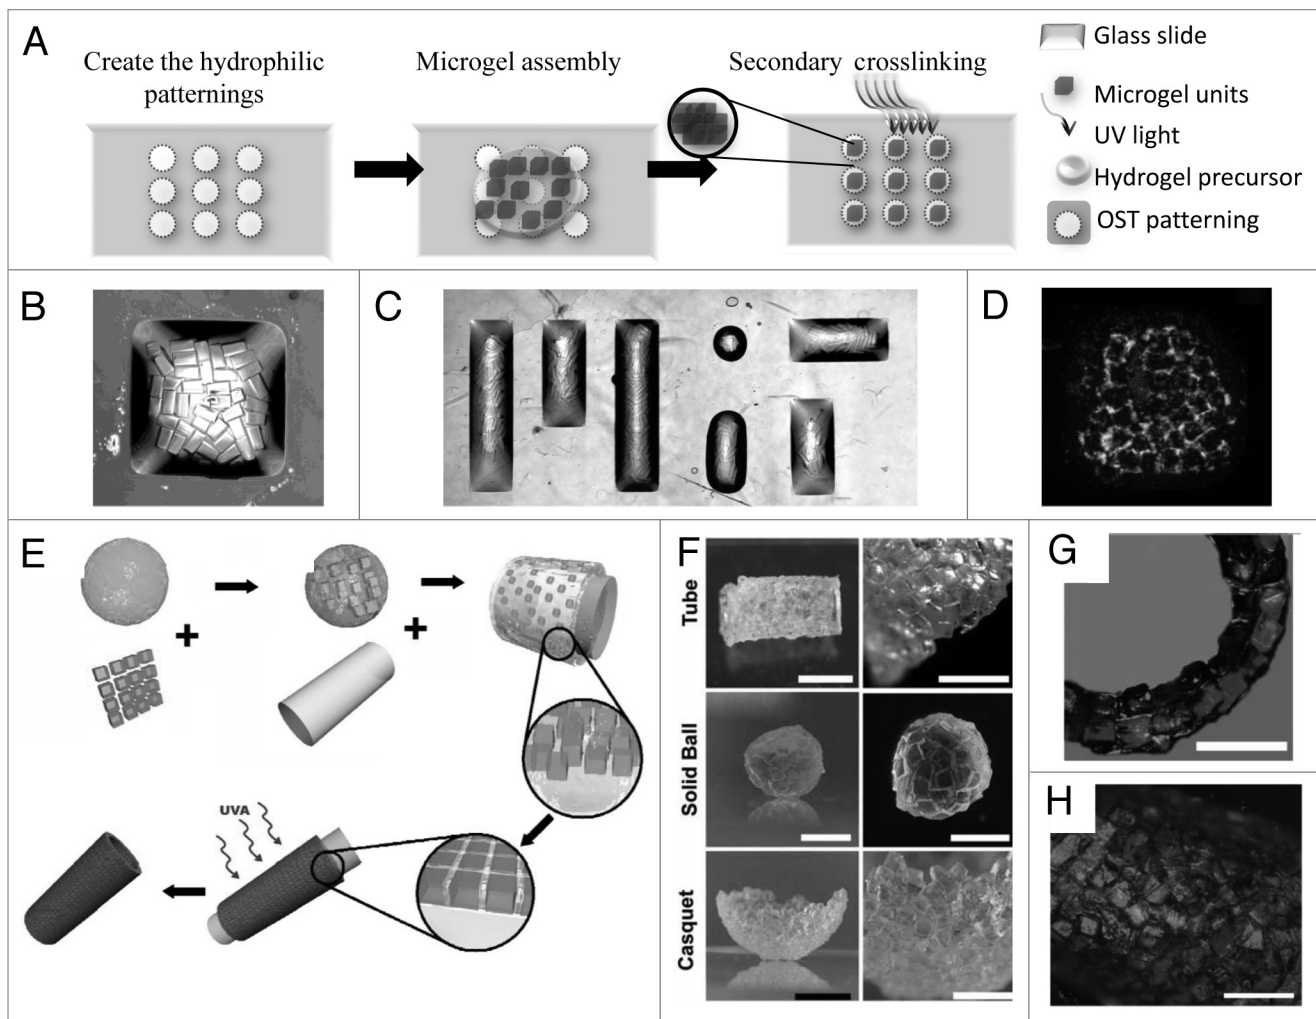 A
Create the hydrophilic
patternings
Microgel assembly
Secondary crosslinking
Glass slide
Microgel units
UV light
Hydrogel precursor
OST patterning
B
C
D
E
+
+
UVA
F
Tube
Solid Ball
Casquet
G
H